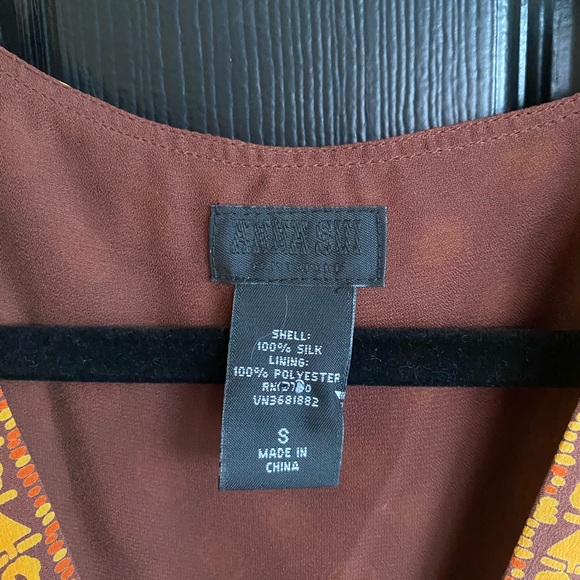 ANNA SUI
SHELL:
100% SILK
LINING:
100% POLYESTER
VN3681882
S
MADE IN
CHINA